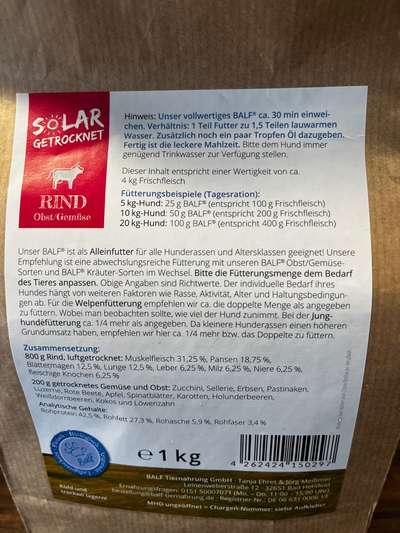 SOLAR
GETROCKNET
RIND
Obst/Gemüse
Hinweis: Unser vollwertiges BALF® ca. 30 min einwei-
chen. Verhältnis: 1 Teil Futter zu 1,5 Teilen lauwarmen
Wasser. Zusätzlich noch ein paar Tropfen Öl dazugeben.
Fertig ist die leckere Mahlzeit. Bitte dem Hund immer
genügend Trinkwasser zur Verfügung stellen.
Dieser Inhalt entspricht einer Wertigkeit von ca.
4 kg Frischfleisch
Fütterungsbeispiele (Tagesration):
5 kg-Hund: 25 g BALF® (entspricht 100 g Frischfleisch)
10 kg-Hund: 50 g BALF® (entspricht 200 g Frischfleisch)
20 kg-Hund: 100 g BALF® (entspricht 400 g Frischfleisch)
Unser BALF® ist als Alleinfutter für alle Hunderassen und Altersklassen geeignet! Unsere
Empfehlung ist eine abwechslungsreiche Fütterung mit unseren BALF® Obst/Gemüse-
Sorten und BALF® Kräuter-Sorten im Wechsel. Bitte die Fütterungsmenge dem Bedarf
des Tieres anpassen. Obige Angaben sind Richtwerte. Der individuelle Bedarf ihres
Hundes hängt von weiteren Faktoren wie Rasse, Aktivität, Alter und Haltungsbedingun-
gen ab. Für die Welpenfütterung empfehlen wir ca. die doppelte Menge als angegeben
zu füttern. Wobei man beobachten sollte, wie viel der Hund zunimmt. Bei der Jung-
hundefütterung ca. 1/4 mehr als angegeben. Da kleinere Hunderassen einen höheren
Grundumsatz haben, empfehlen wir hier ca. 1/4 mehr bzw. das Doppelte zu füttern.
Zusammensetzung:
800 g Rind, luftgetrocknet: Muskelfleisch 31,25 %, Pansen 18,75 %,
Blättermagen 12,5 %, Lunge 12,5 %, Leber 6,25 %, Milz 6,25 %, Niere 6,25 %,
fleischige Knochen 6,25 %
200 g getrocknetes Gemüse und Obst: Zucchini, Sellerie, Erbsen, Pastinaken,
Luzerne, Rote Beete, Apfel, Spinatblätter, Karotten, Holunderbeeren,
Weißdornbeeren, Kokos und Löwenzahn
Analytische Gehalte:
Rohprotein 42,5 %, Rohfett 27,3 %, Rohasche 5,9 %, Rohfaser 3,4 %
℮ 1 kg
4 262424 150297
Kühl und
trocken lagern!
BALF Tiernahrung GmbH - Tanja Ehret & Jörg Meißner
Leinenweberstraße 12 - 36251 Bad Hersfeld
MHD ungeöffnet = Chargen-Nummer: siehe Aufkleber